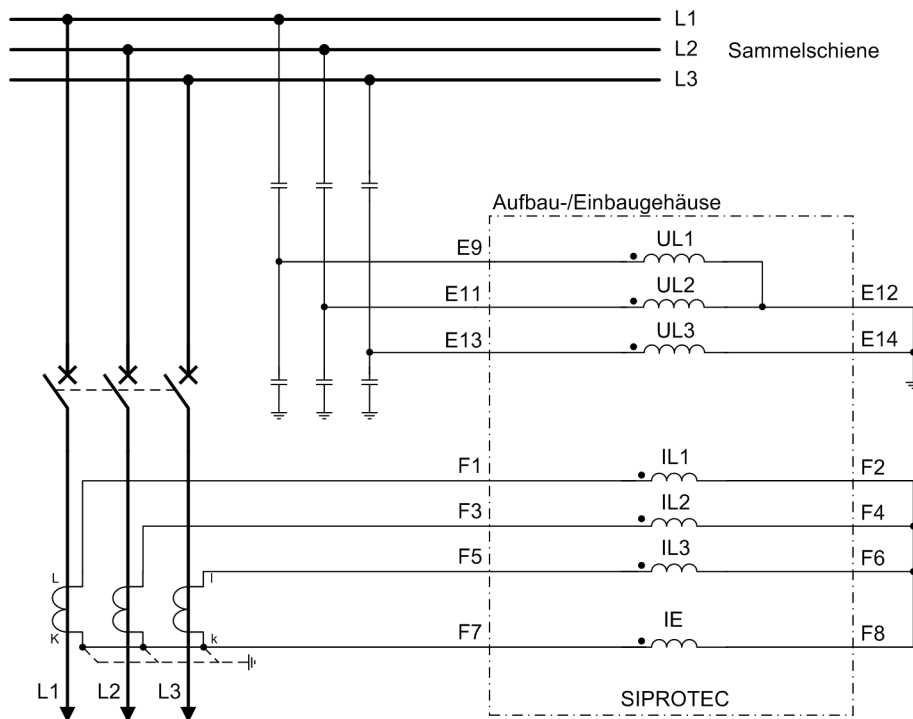 L1
L2
Sammelschiene
L3
Aufbau-/Einbaugehäuse
E9
UL1
E11
UL2
E12
E13
UL3
E14
F1
IL1
F2
F3
IL2
F4
F5
IL3
F6
L
l
K
k
F7
IE
F8
L1
L2
L3
SIPROTEC